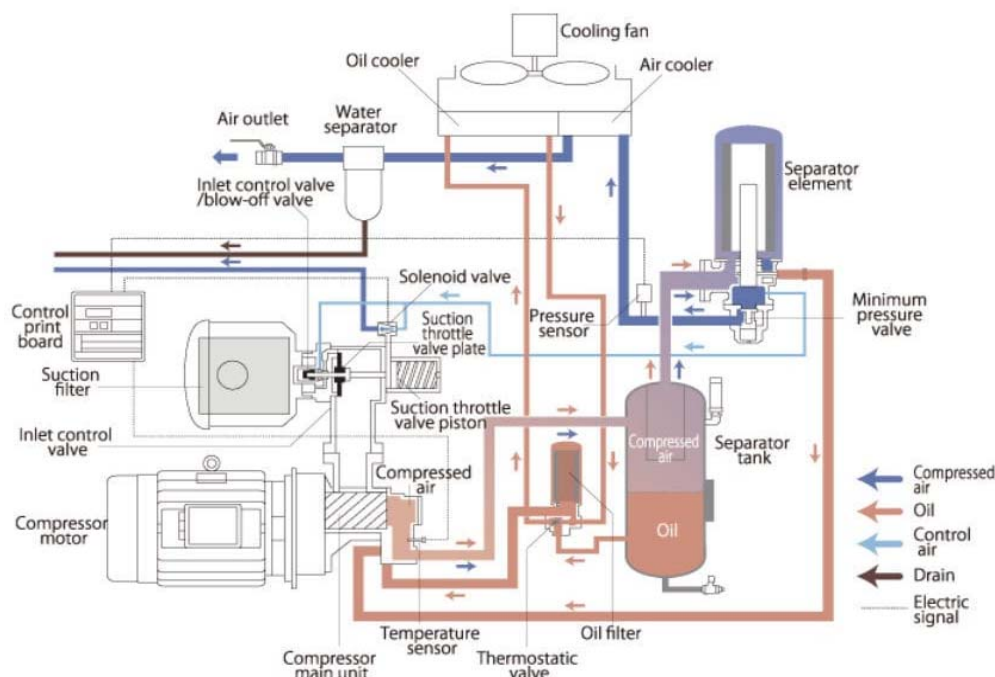 Cooling fan
Oil cooler
Air cooler
Water
separator
Air outlet
Separator
element
Inlet control valve
/blow-off valve
Solenoid valve
Control
print
board
Pressure
sensor
Minimum
pressure
valve
Suction
throttle
valve plate
Suction
filter
Suction throttle
valve piston
Inlet control
valve
Compressed
air
Compressed
air
Separator
tank
Oil
Compressor
motor
Compressed
air
Oil
Control
air
Drain
Electric
signal
Temperature
sensor
Oil filter
Compressor
main unit
Thermostatic
valve